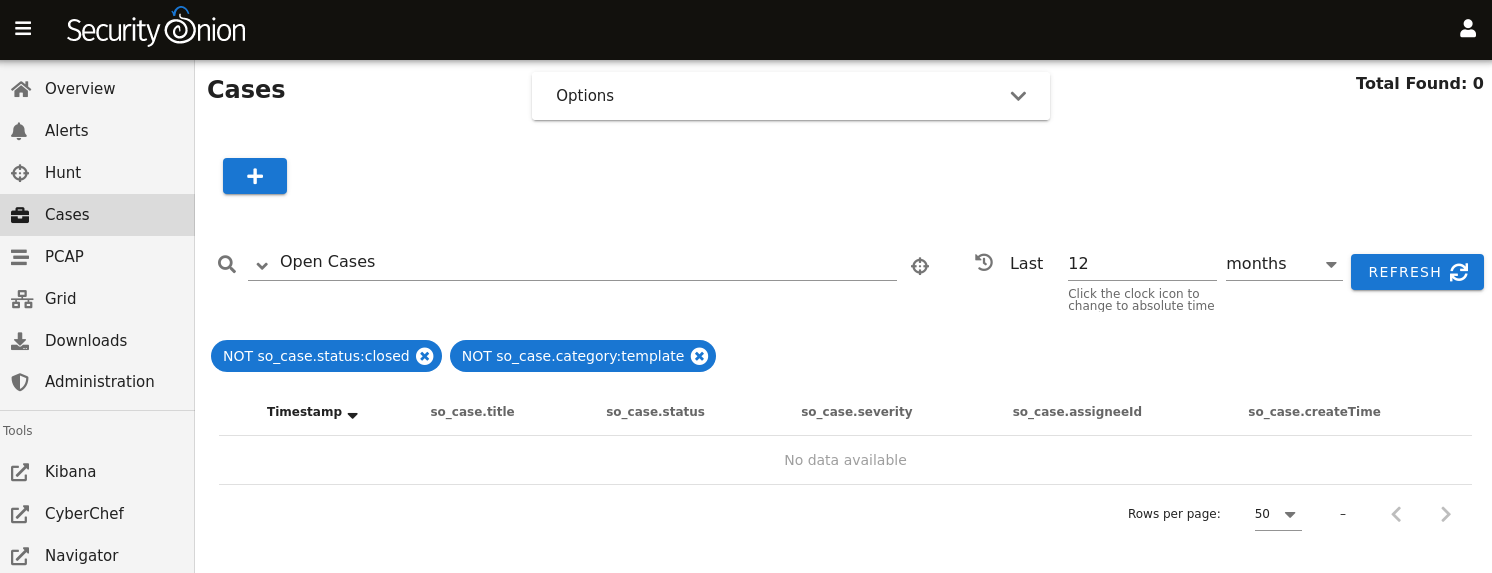 Security Onion
Overview
Alerts
Hunt
Cases
PCAP
Grid
Downloads
Administration
Tools
Kibana
CyberChef
Navigator
Cases
Options
Total Found: 0
Open Cases
Last 12 months REFRESH
Click the clock icon to
change to absolute time
NOT so_case.status:closed NOT so_case.category:template
Timestamp so_case.title so_case.status so_case.severity so_case.assigneeId so_case.createTime
No data available
Rows per page: 50 –